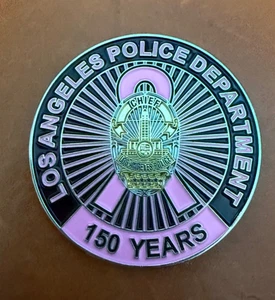 LOS ANGELES POLICE DEPARTMENT
CHIEF
150 YEARS